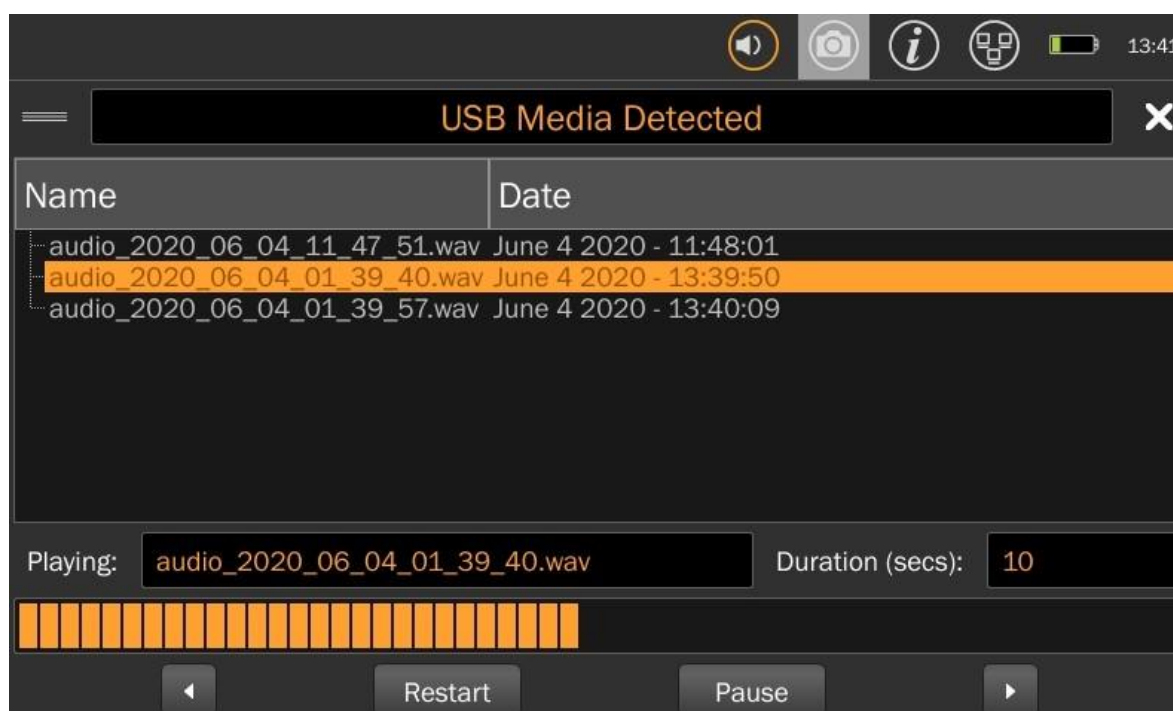 13:41
USB Media Detected
Name Date
audio_2020_06_04_11_47_51.wav June 4 2020 - 11:48:01
audio_2020_06_04_01_39_40.wav June 4 2020 - 13:39:50
audio_2020_06_04_01_39_57.wav June 4 2020 - 13:40:09
Playing: audio_2020_06_04_01_39_40.wav Duration (secs): 10
Restart Pause